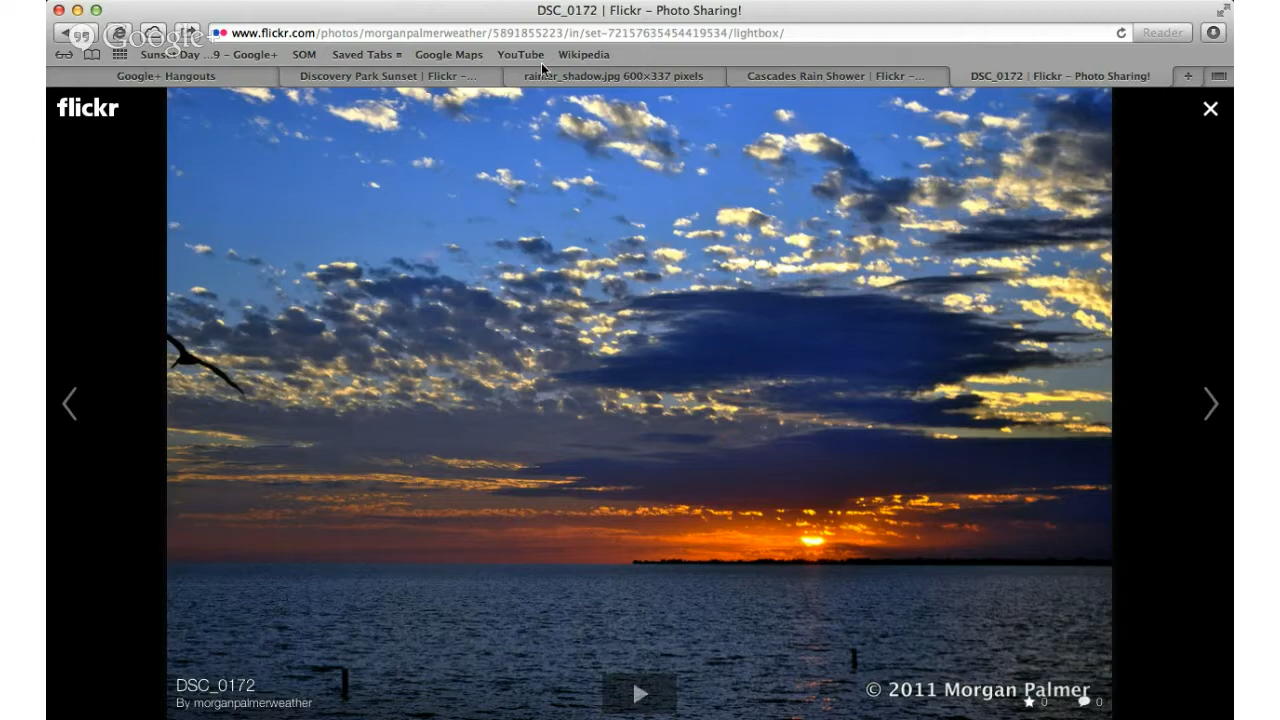 DSC_0172 | Flickr – Photo Sharing!
Google+
www.flickr.com/photos/morganpalmerweather/5891855223/in/set-72157635454419534/lightbox/
Reader
Sunset Day ...9 – Google+ SOM Saved Tabs Google Maps YouTube Wikipedia
Google+ Hangouts Discovery Park Sunset | Flickr –... rainier_shadow.jpg 600×337 pixels Cascades Rain Shower | Flickr –... DSC_0172 | Flickr – Photo Sharing! +
flickr
DSC_0172
© 2011 Morgan Palmer
By morganpalmerweather
0 0